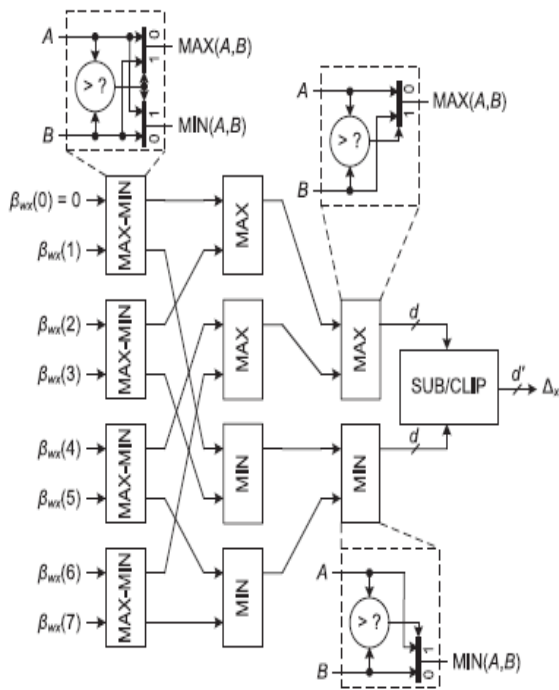 A
0
MAX(A,B)
1
> ?
1
MIN(A,B)
B
0
A
0
MAX(A,B)
1
> ?
B
β_wx(0) = 0
β_wx(1)
MAX-MIN
MAX
β_wx(2)
β_wx(3)
MAX-MIN
MAX
MAX
d
SUB/CLIP
d'
Δ_x
β_wx(4)
β_wx(5)
MAX-MIN
MIN
MIN
d
β_wx(6)
β_wx(7)
MAX-MIN
MIN
A
> ?
1
MIN(A,B)
B
0